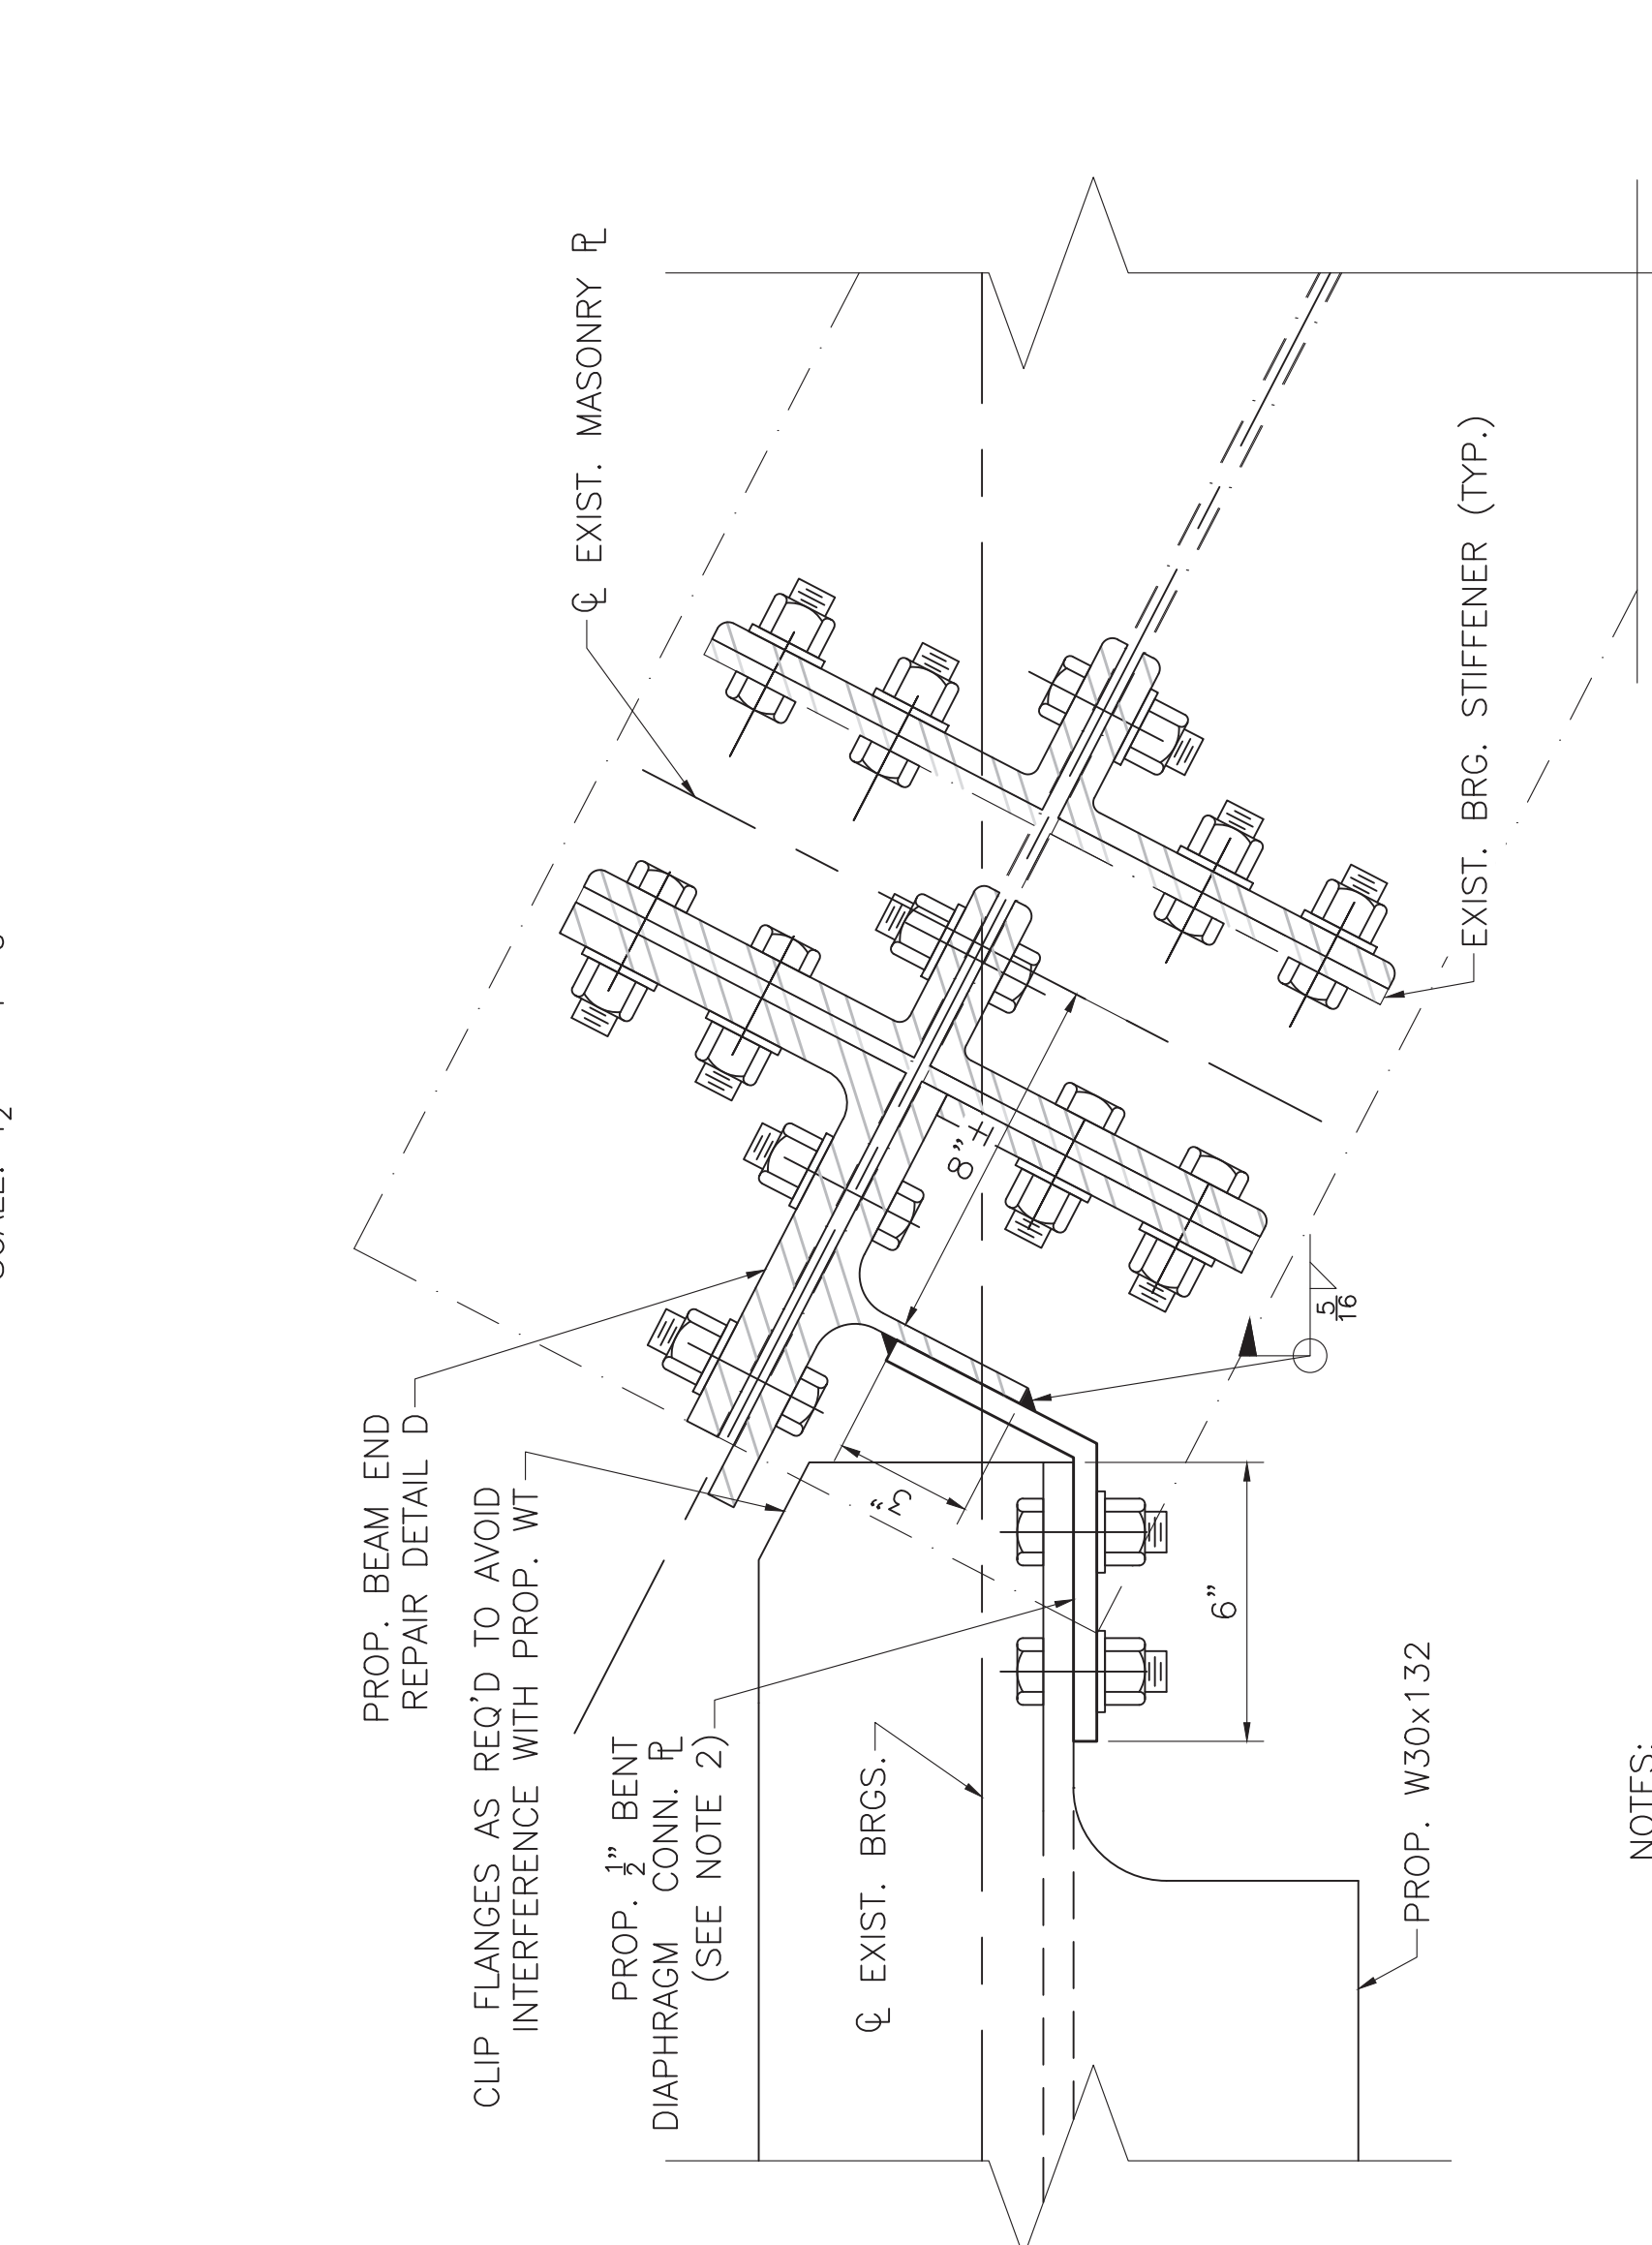 ℄ EXIST. MASONRY ℙL
EXIST. BRG. STIFFENER (TYP.)
8"±
5/16
PROP. BEAM END
REPAIR DETAIL D
CLIP FLANGES AS REQ'D TO AVOID
INTERFERENCE WITH PROP. WT
3"
6"
PROP. 1/2" BENT
DIAPHRAGM CONN. ℙL
(SEE NOTE 2)
℄ EXIST. BRGS.
PROP. W30x132
NOTES: